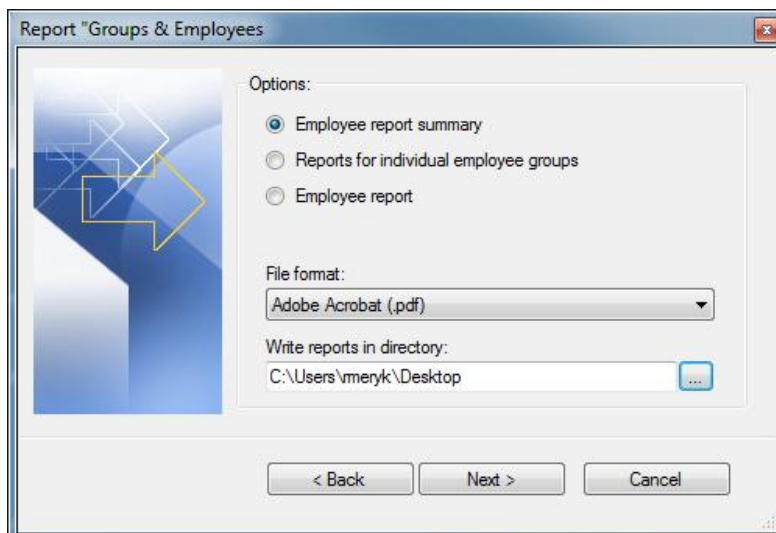 Report "Groups & Employees
Options:
Employee report summary
Reports for individual employee groups
Employee report
File format:
Adobe Acrobat (.pdf)
Write reports in directory:
C:\Users\meryk\Desktop
...
< Back
Next >
Cancel